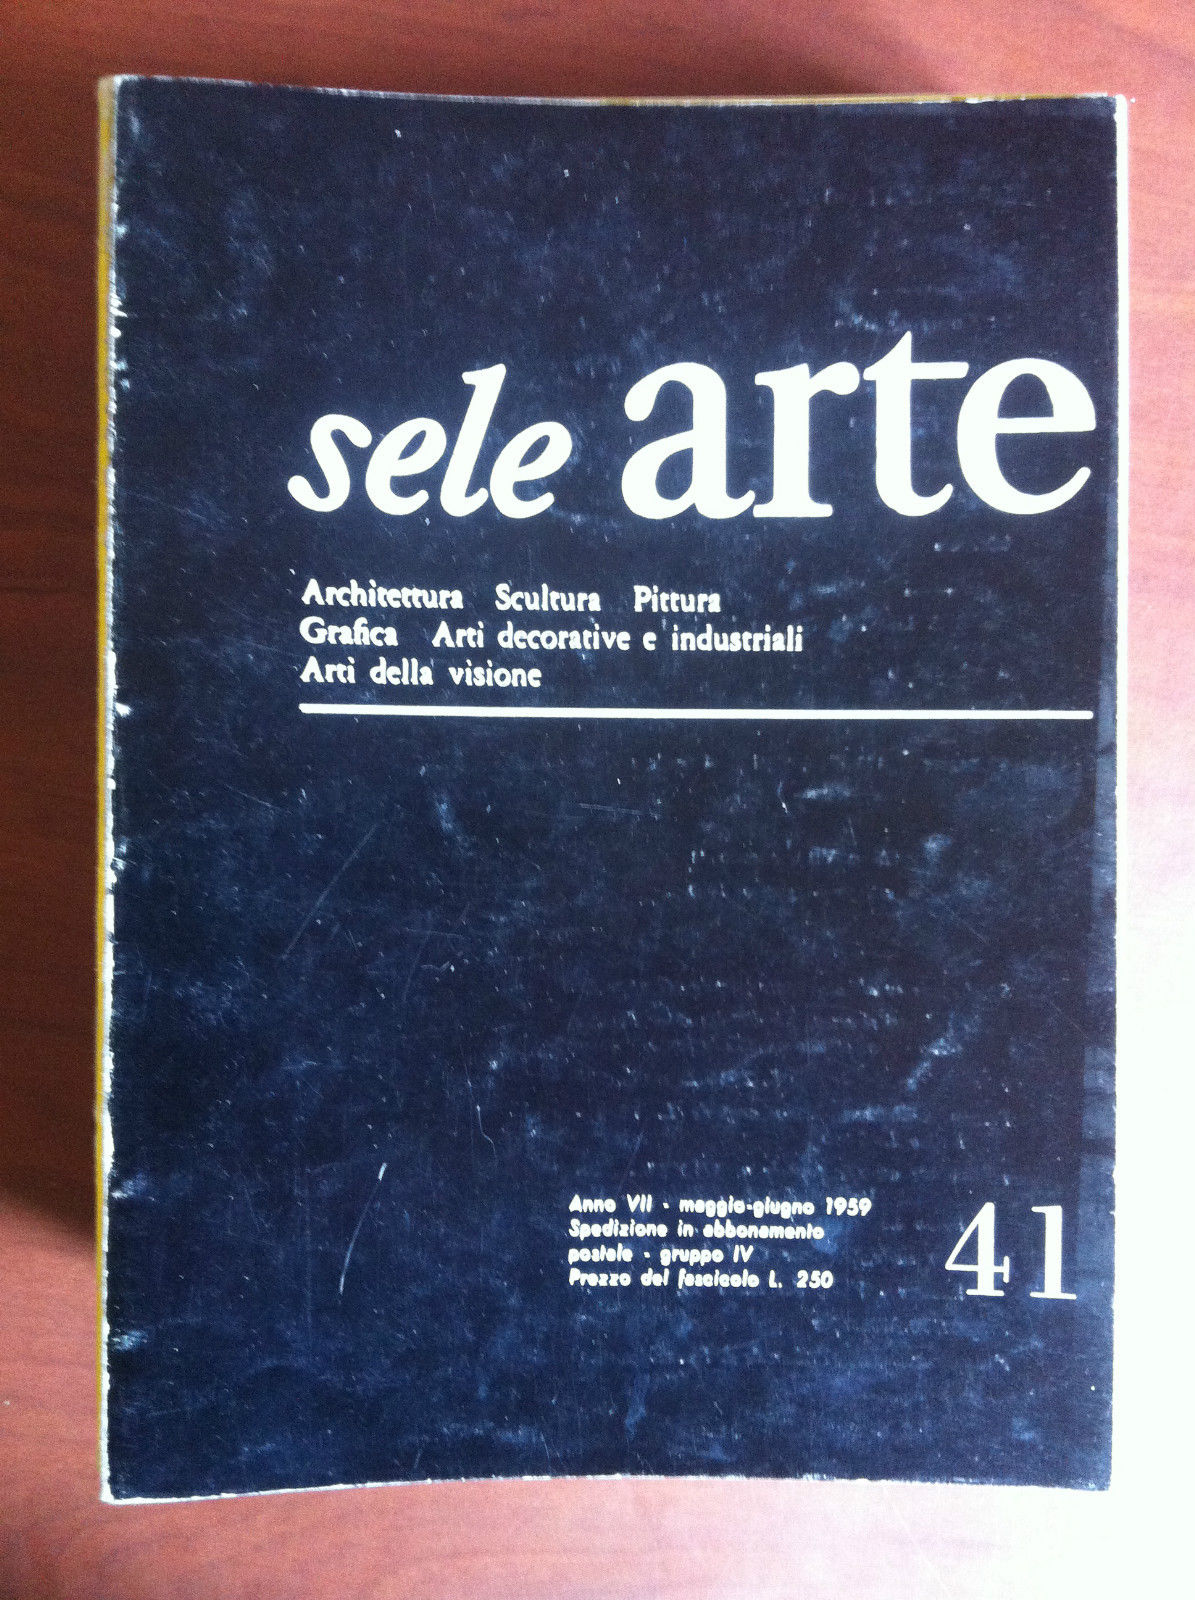 sele arte
Architettura Scultura Pittura
Grafica Arti decorative e industriali
Arti della visione
Anno VII - maggio-giugno 1959
Spedizione in abbonamento
postale - gruppo IV
Prezzo del fascicolo L. 250
41